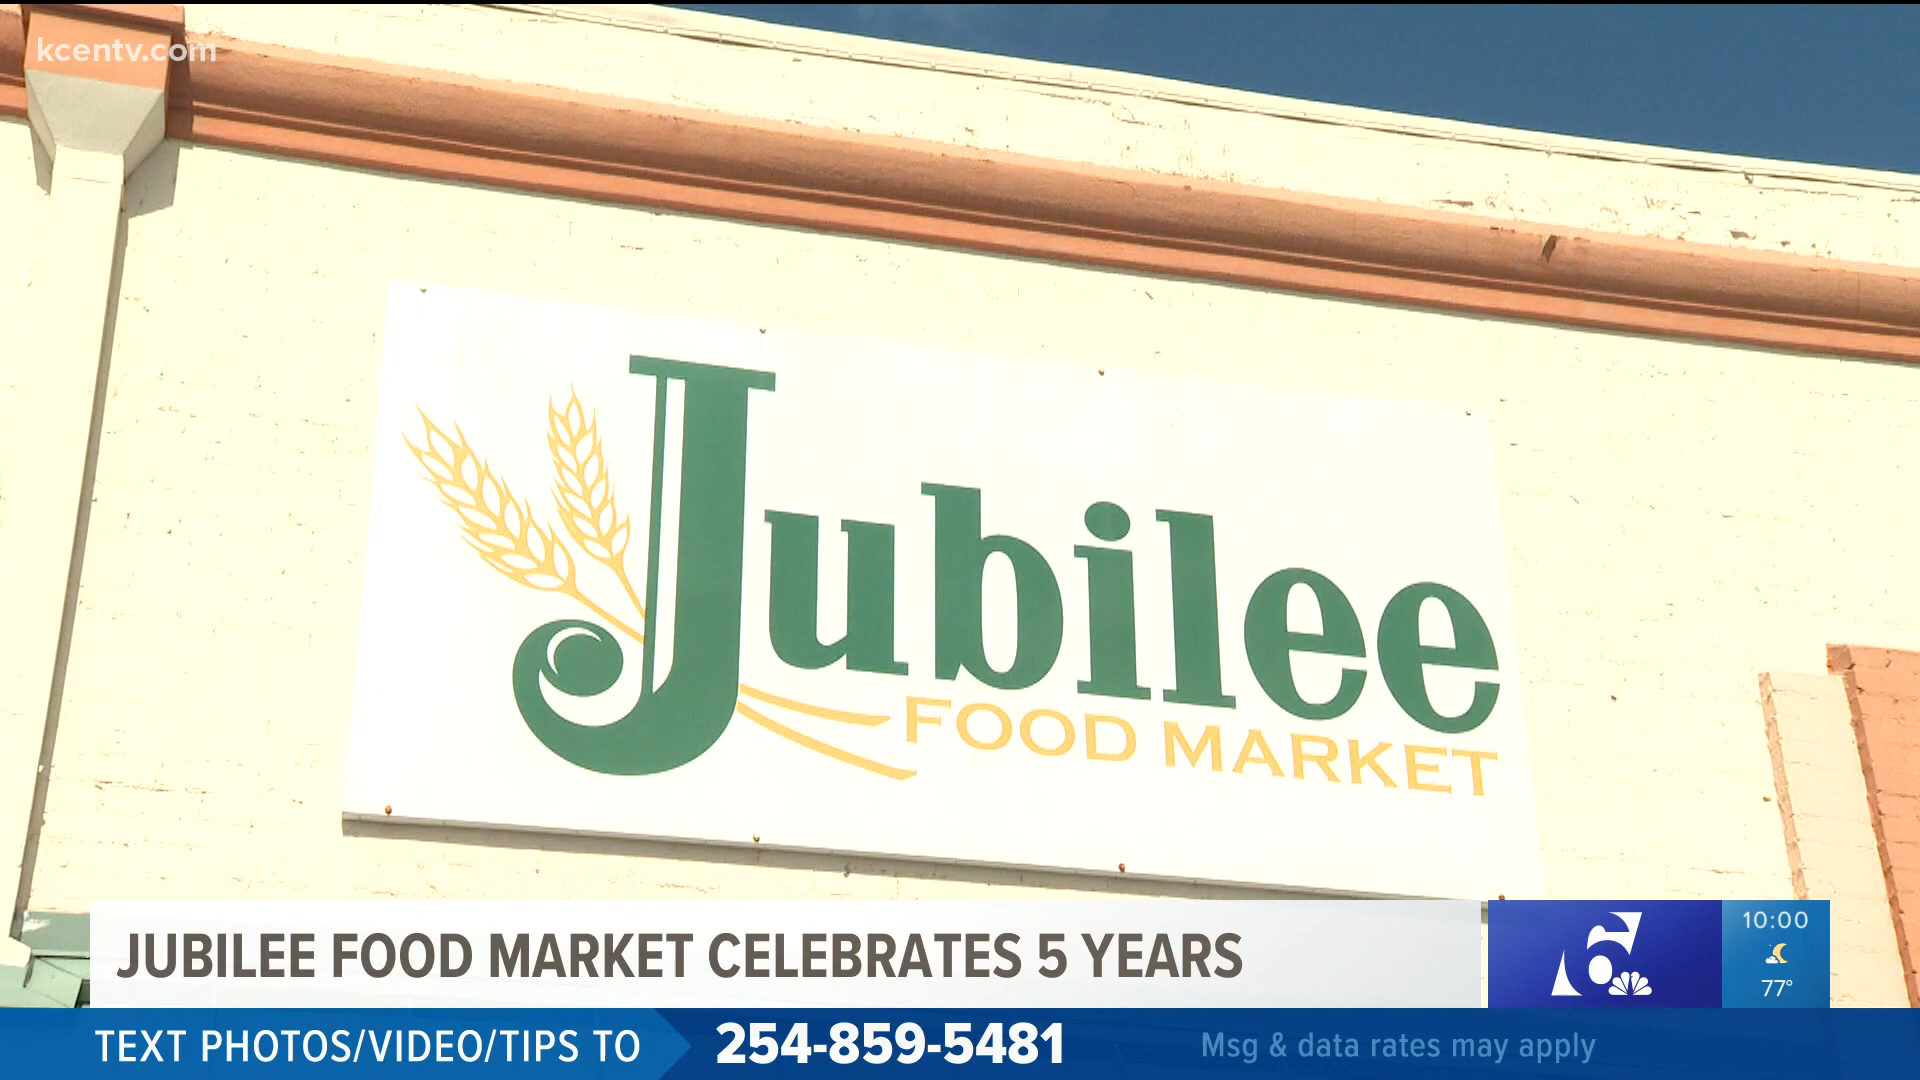 kcentv.com
Jubilee
FOOD MARKET
JUBILEE FOOD MARKET CELEBRATES 5 YEARS
6
10:00
77°
TEXT PHOTOS/VIDEO/TIPS TO 254-859-5481 Msg & data rates may apply